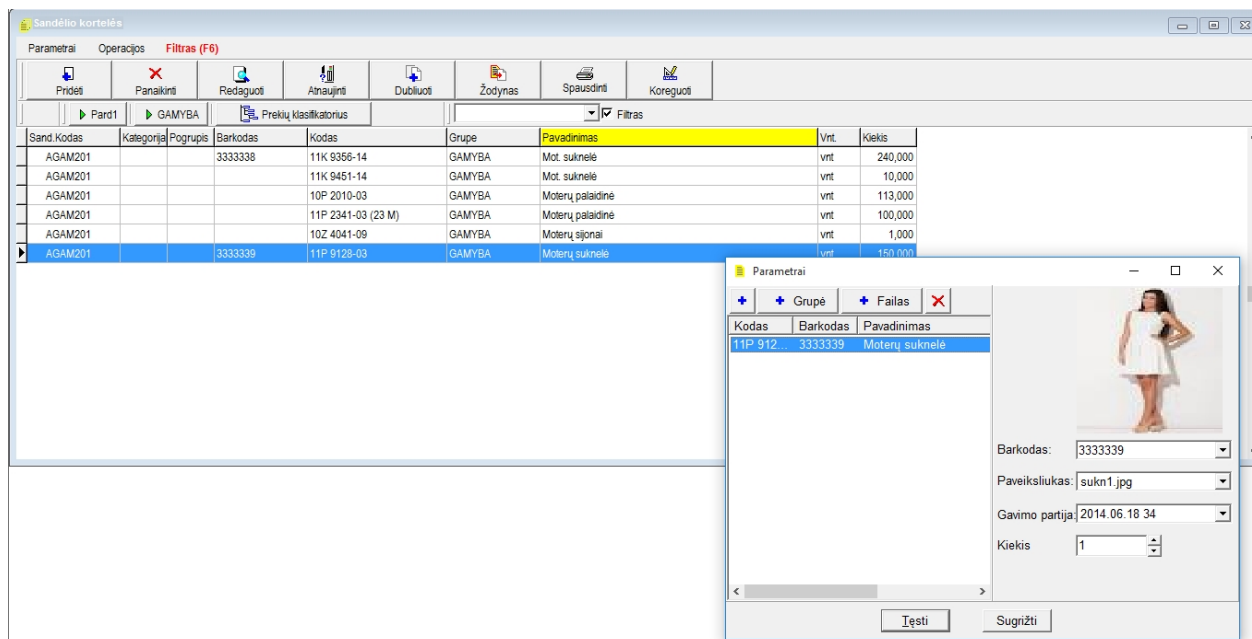 Sandėlio kortelės
Parametrai Operacijos Filtras (F6)
Pridėti Panaikinti Redaguoti Atnaujinti Dubliuoti Žodynas Spausdinti Koreguoti
Pard1 GAMYBA Prekių klasifikatorius Filtras
Sand.Kodas Kategorija Pogrupis Barkodas Kodas Grupe Pavadinimas Vnt. Kiekis
AGAM201 3333338 11K 9356-14 GAMYBA Mot. suknelė vnt 240,000
AGAM201 11K 9451-14 GAMYBA Mot. suknelė vnt 10,000
AGAM201 10P 2010-03 GAMYBA Moterų palaidinė vnt 113,000
AGAM201 11P 2341-03 (23 M) GAMYBA Moterų palaidinė vnt 100,000
AGAM201 10Z 4041-09 GAMYBA Moterų sijonai vnt 1,000
AGAM201 3333339 11P 9128-03 GAMYBA Moterų suknelė vnt 150,000
Parametrai
Grupė Failas
Kodas Barkodas Pavadinimas
11P 912... 3333339 Moterų suknelė
Barkodas: 3333339
Paveiksliukas: sukn1.jpg
Gavimo partija: 2014.06.18 34
Kiekis 1
Tęsti Sugrįžti